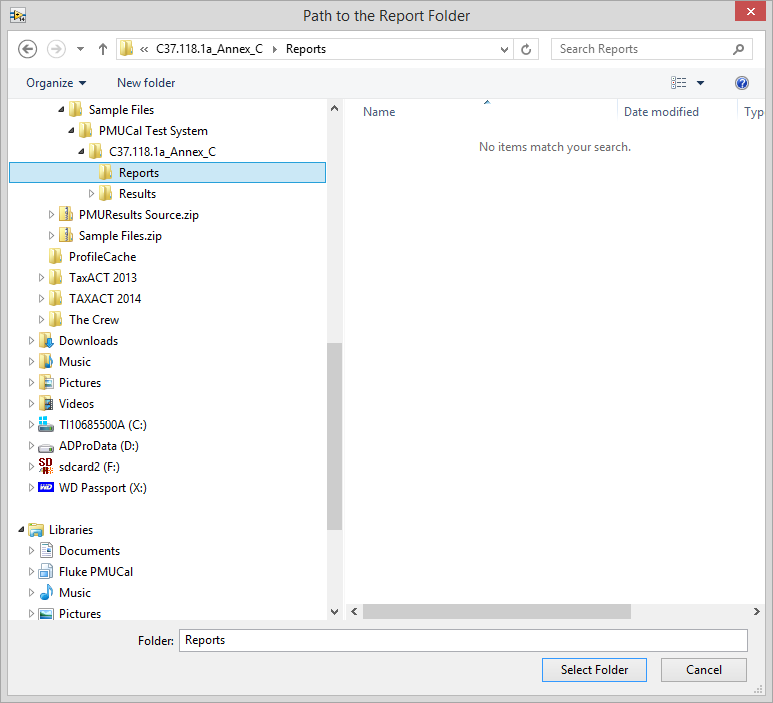 Path to the Report Folder
« C37.118.1a_Annex_C Reports
Search Reports
Organize New folder
Sample Files
PMUCal Test System
C37.118.1a_Annex_C
Reports
Results
PMUResults Source.zip
Sample Files.zip
ProfileCache
TaxACT 2013
TAXACT 2014
The Crew
Downloads
Music
Pictures
Videos
TI10685500A (C:)
ADProData (D:)
SD sdcard2 (F:)
WD WD Passport (X:)
Libraries
Documents
Fluke PMUCal
Music
Pictures
Name Date modified Typ
No items match your search.
Folder: Reports
Select Folder Cancel